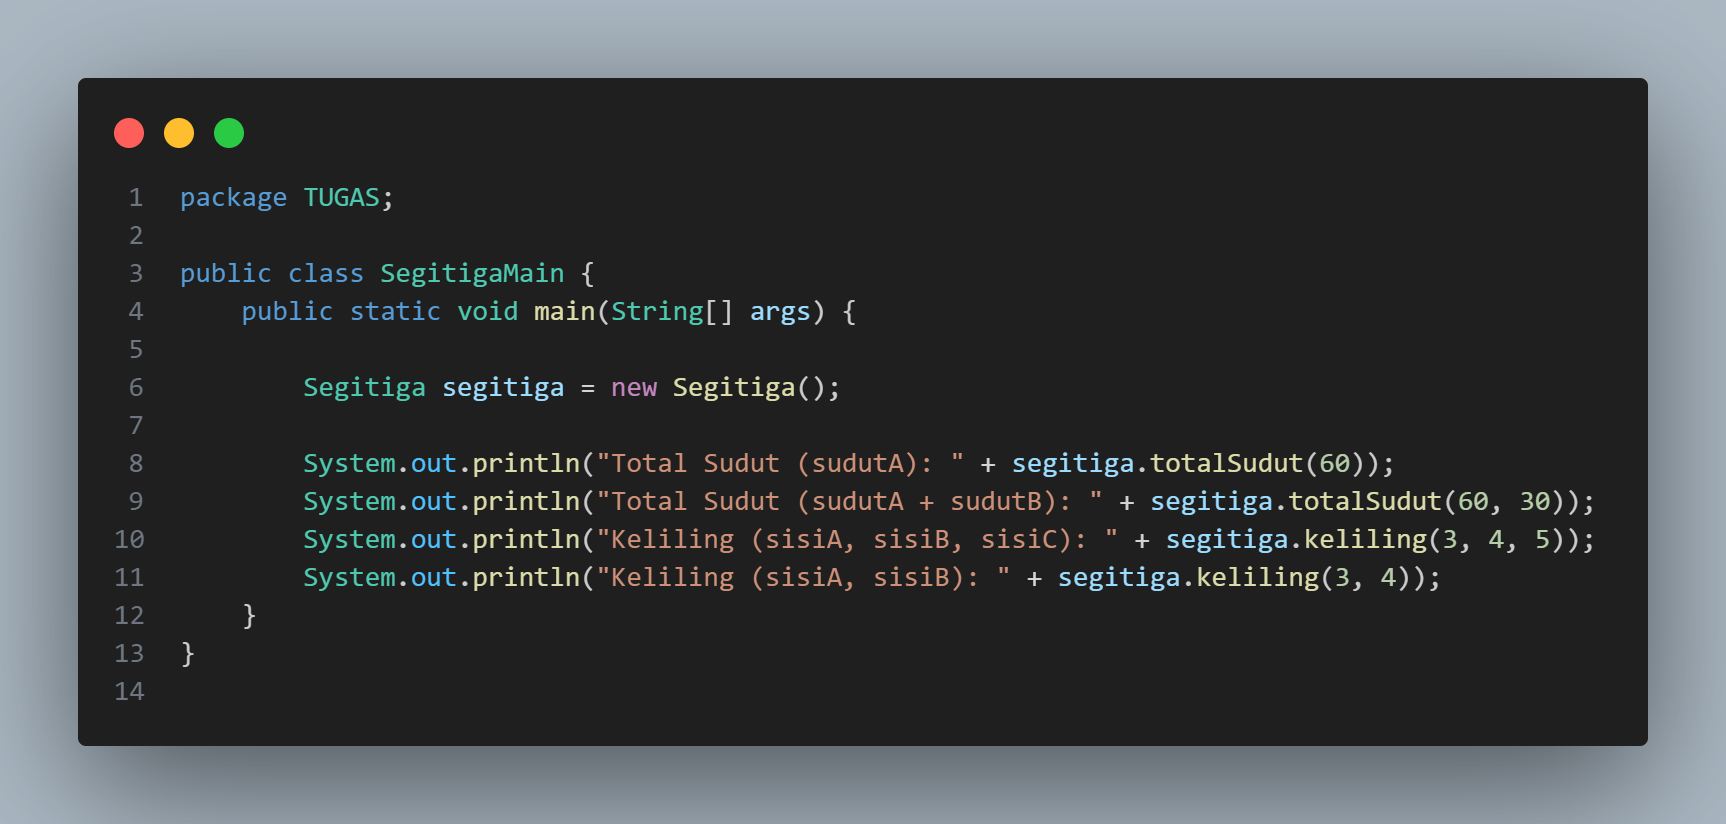 1 package TUGAS;
2
3 public class SegitigaMain {
4     public static void main(String[] args) {
5
6         Segitiga segitiga = new Segitiga();
7
8         System.out.println("Total Sudut (sudutA): " + segitiga.totalSudut(60));
9         System.out.println("Total Sudut (sudutA + sudutB): " + segitiga.totalSudut(60, 30));
10         System.out.println("Keliling (sisiA, sisiB, sisiC): " + segitiga.keliling(3, 4, 5));
11         System.out.println("Keliling (sisiA, sisiB): " + segitiga.keliling(3, 4));
12     }
13 }
14